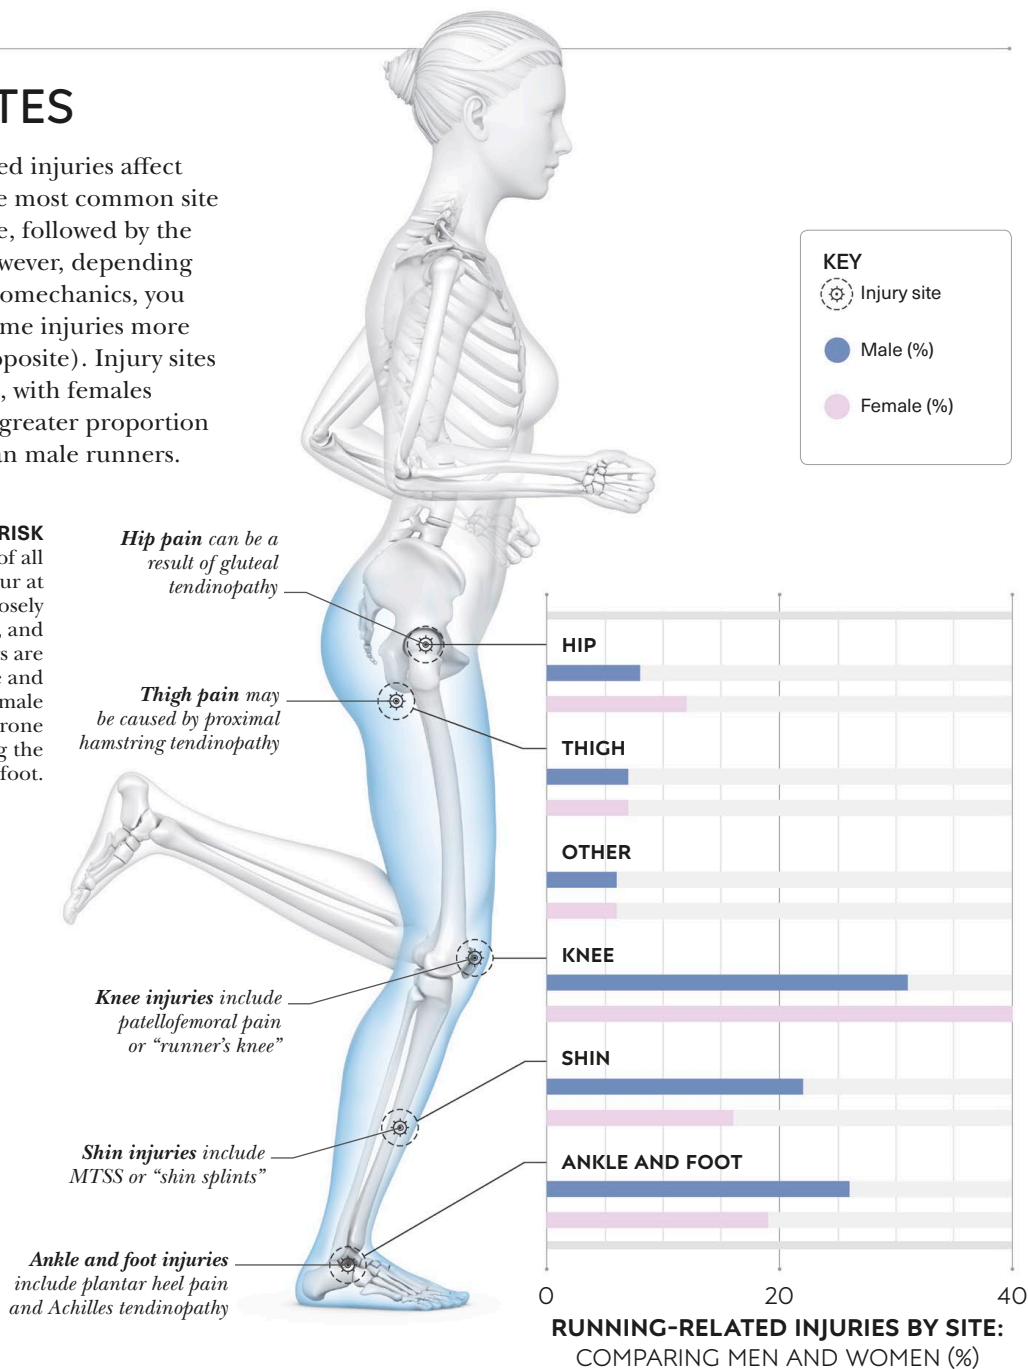 TES
ed injuries affect
e most common site
e, followed by the
wever, depending
omechanics, you
me injuries more
pposite). Injury sites
, with females
greater proportion
an male runners.
RISK
of all
ur at
osely
, and
s are
e and
male
rone
g the
foot.
Hip pain can be a
result of gluteal
tendinopathy
Thigh pain may
be caused by proximal
hamstring tendinopathy
Knee injuries include
patellofemoral pain
or “runner’s knee”
Shin injuries include
MTSS or “shin splints”
Ankle and foot injuries
include plantar heel pain
and Achilles tendinopathy
KEY
Injury site
Male (%)
Female (%)
HIP
THIGH
OTHER
KNEE
SHIN
ANKLE AND FOOT
0 20 40
RUNNING-RELATED INJURIES BY SITE:
COMPARING MEN AND WOMEN (%)